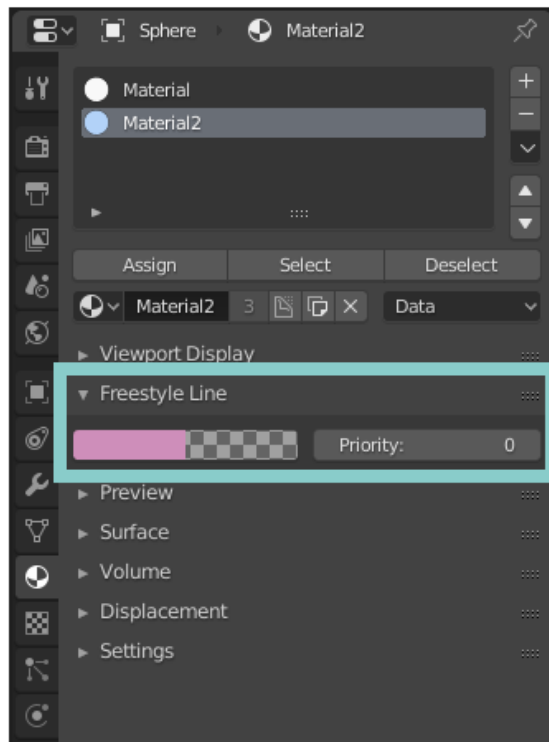 Sphere Material2
Material
Material2
Assign Select Deselect
Material2 3 Data
Viewport Display
Freestyle Line
Priority: 0
Preview
Surface
Volume
Displacement
Settings